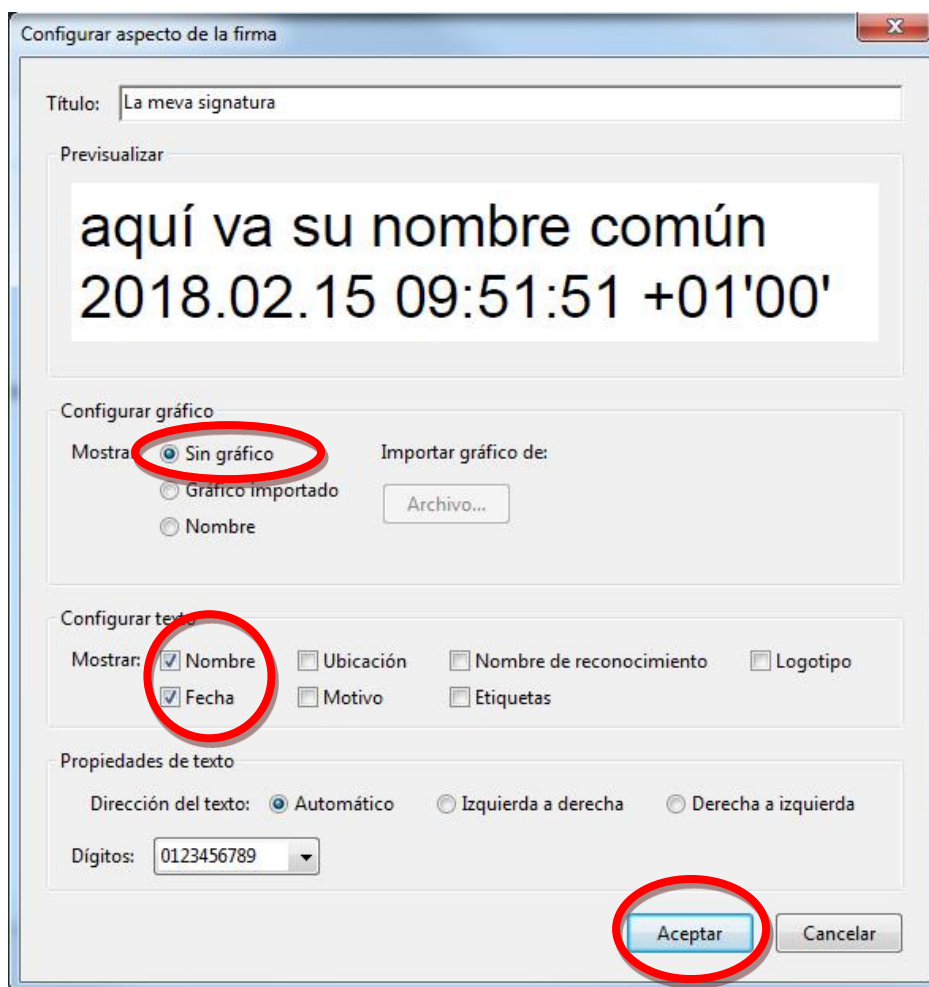 Configurar aspecto de la firma
Título: La meva signatura
Previsualizar
aquí va su nombre común
2018.02.15 09:51:51 +01'00'
Configurar gráfico
Mostrar: Sin gráfico Importar gráfico de:
Gráfico importado Archivo...
Nombre
Configurar texto
Mostrar: Nombre Ubicación Nombre de reconocimiento Logotipo
Fecha Motivo Etiquetas
Propiedades de texto
Dirección del texto: Automático Izquierda a derecha Derecha a izquierda
Dígitos: 0123456789
Aceptar Cancelar